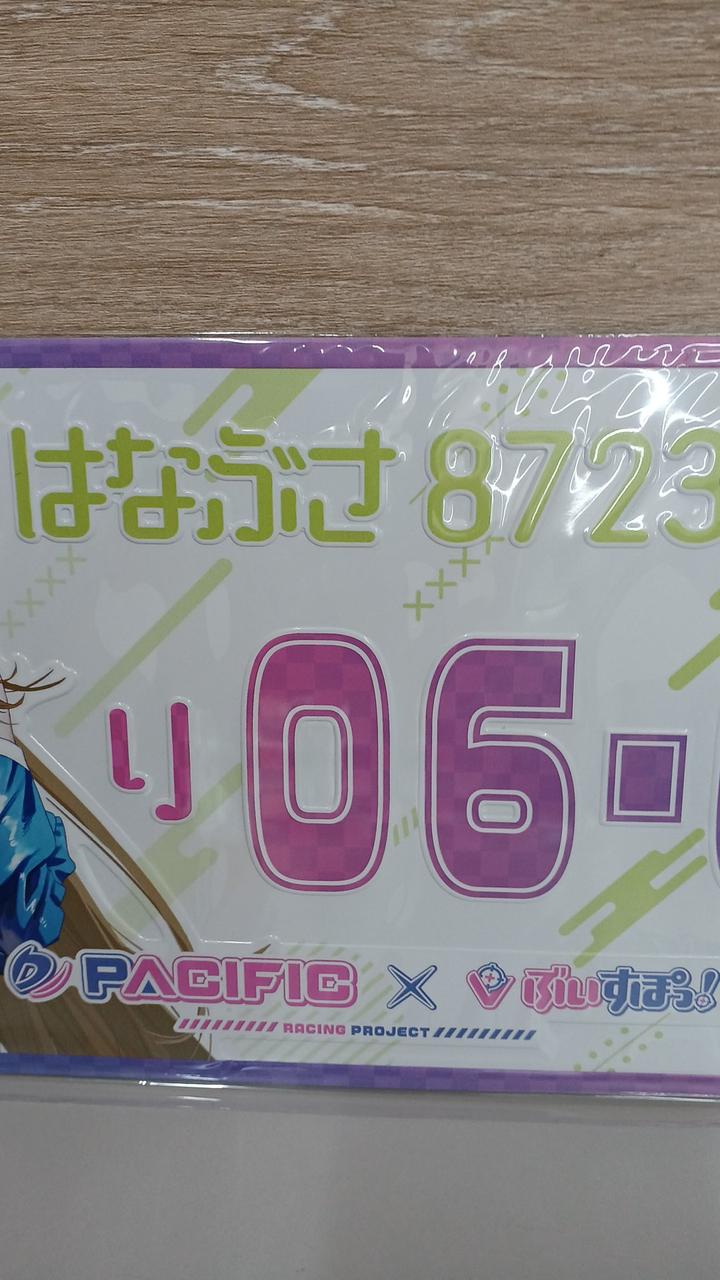 はなぶさ 8723
り 06-
PACIFIC × ぶいすぽっ!
RACING PROJECT